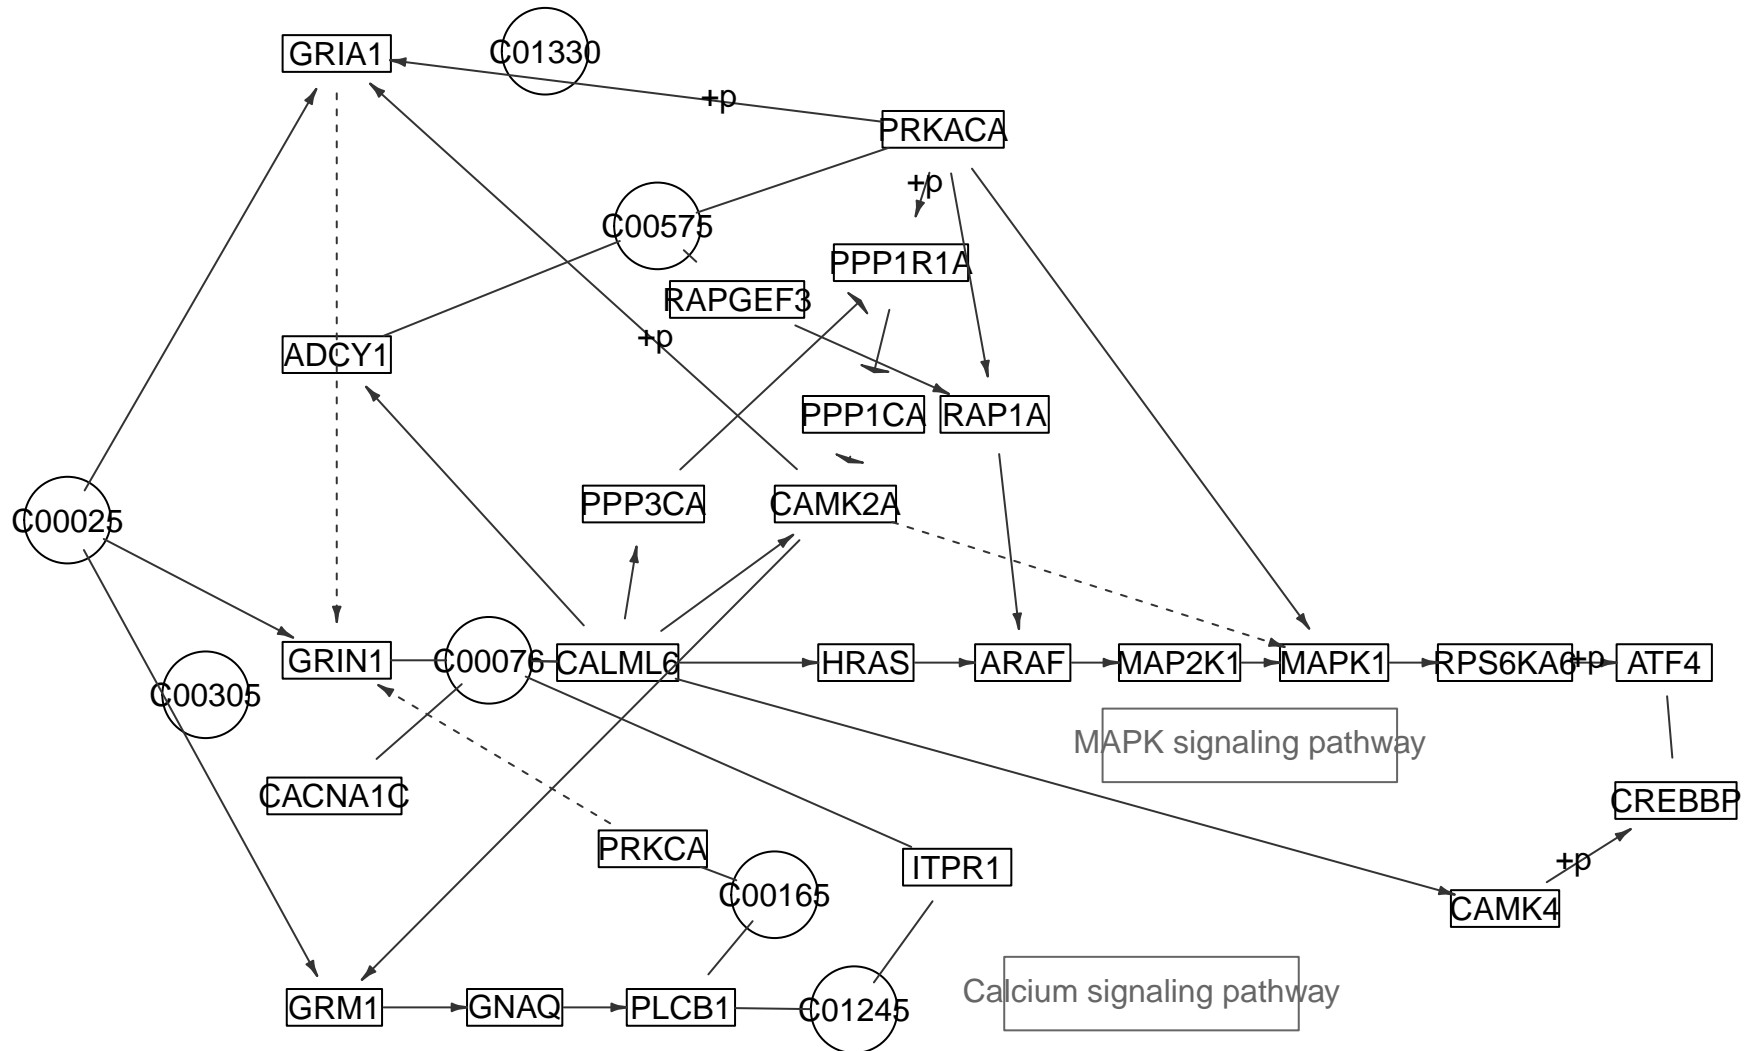 GRIA1
C01330
+p
PRKACA
+p
C00575
PPP1R1A
RAPGEF3
+p
ADCY1
PPP1CA
RAP1A
PPP3CA
CAMK2A
C00025
GRIN1
C00076
CALML6
HRAS
ARAF
MAP2K1
MAPK1
RPS6KA6
+p
ATF4
C00305
MAPK signaling pathway
CACNA1C
CREBBP
PRKCA
ITPR1
+p
C00165
CAMK4
Calcium signaling pathway
GRM1
GNAQ
PLCB1
C01245